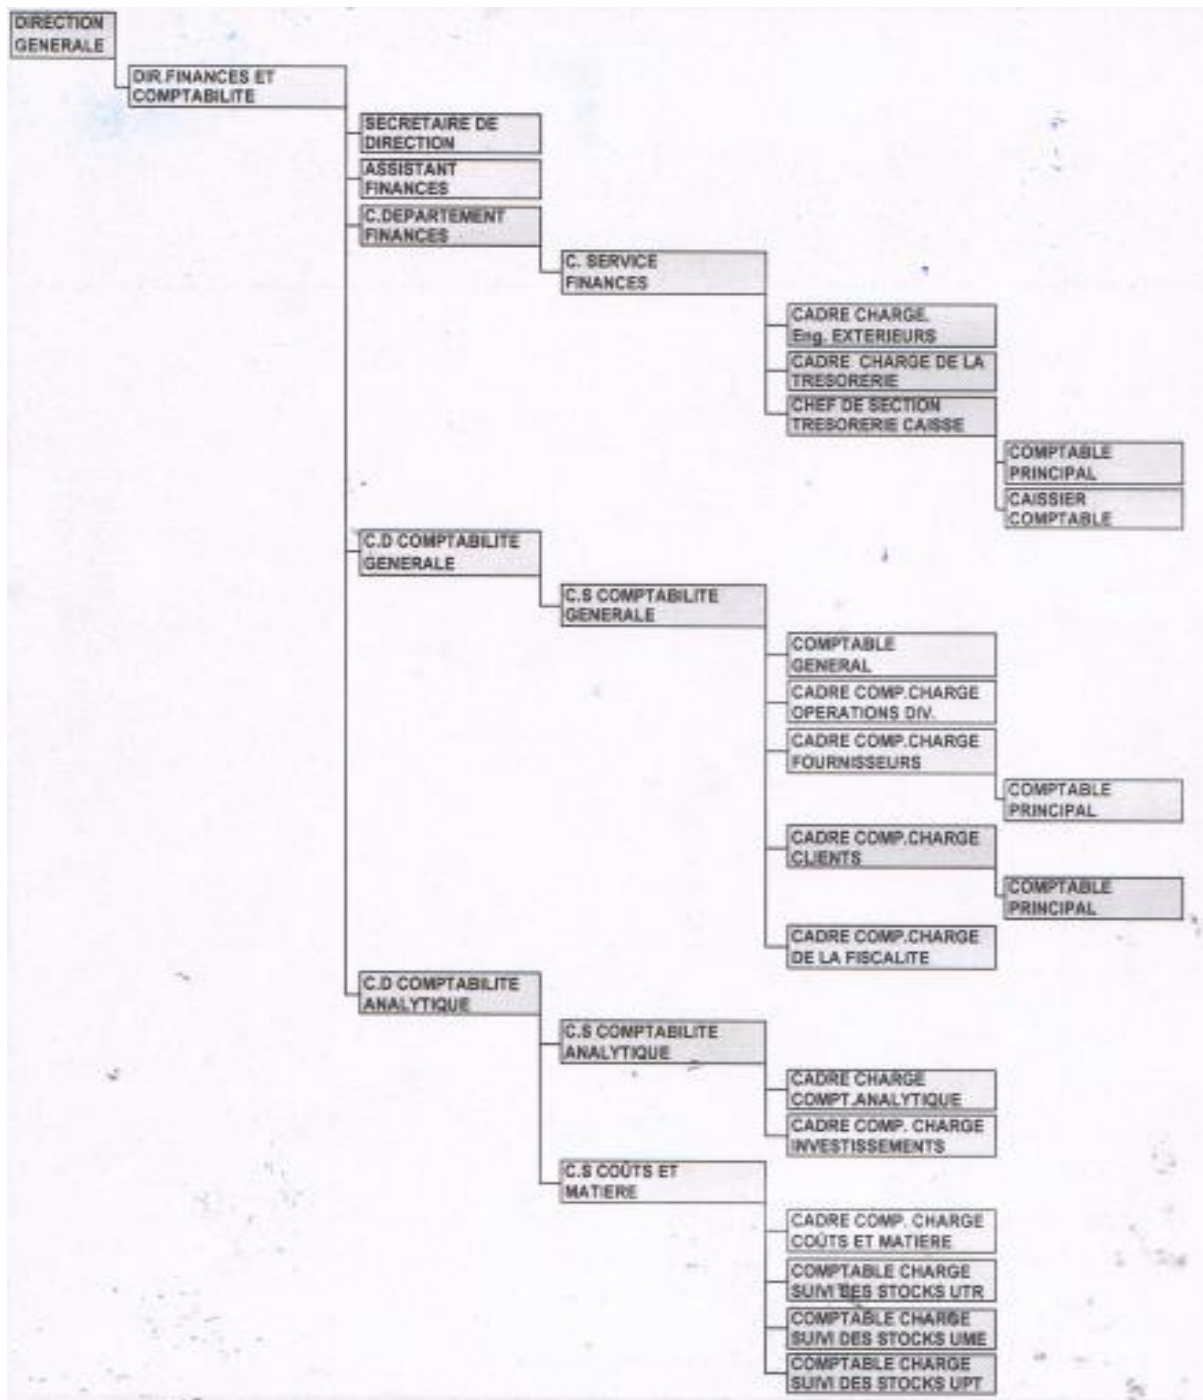 DIRECTION
GENERALE
DIR.FINANCES ET
COMPTABILITE
SECRETAIRE DE
DIRECTION
ASSISTANT
FINANCES
C.DEPARTEMENT
FINANCES
C. SERVICE
FINANCES
CADRE CHARGE.
Eng. EXTERIEURS
CADRE CHARGE DE LA
TRESORERIE
CHEF DE SECTION
TRESORERIE CAISSE
COMPTABLE
PRINCIPAL
CAISSIER
COMPTABLE
C.D COMPTABILITE
GENERALE
C.S COMPTABILITE
GENERALE
COMPTABLE
GENERAL
CADRE COMP.CHARGE
OPERATIONS DIV.
CADRE COMP.CHARGE
FOURNISSEURS
COMPTABLE
PRINCIPAL
CADRE COMP.CHARGE
CLIENTS
COMPTABLE
PRINCIPAL
CADRE COMP.CHARGE
DE LA FISCALITE
C.D COMPTABILITE
ANALYTIQUE
C.S COMPTABILITE
ANALYTIQUE
CADRE CHARGE
COMPT.ANALYTIQUE
CADRE COMP. CHARGE
INVESTISSEMENTS
C.S COÛTS ET
MATIERE
CADRE COMP. CHARGE
COÛTS ET MATIERE
COMPTABLE CHARGE
SUIVI DES STOCKS UTR
COMPTABLE CHARGE
SUIVI DES STOCKS UME
COMPTABLE CHARGE
SUIVI DES STOCKS UPT